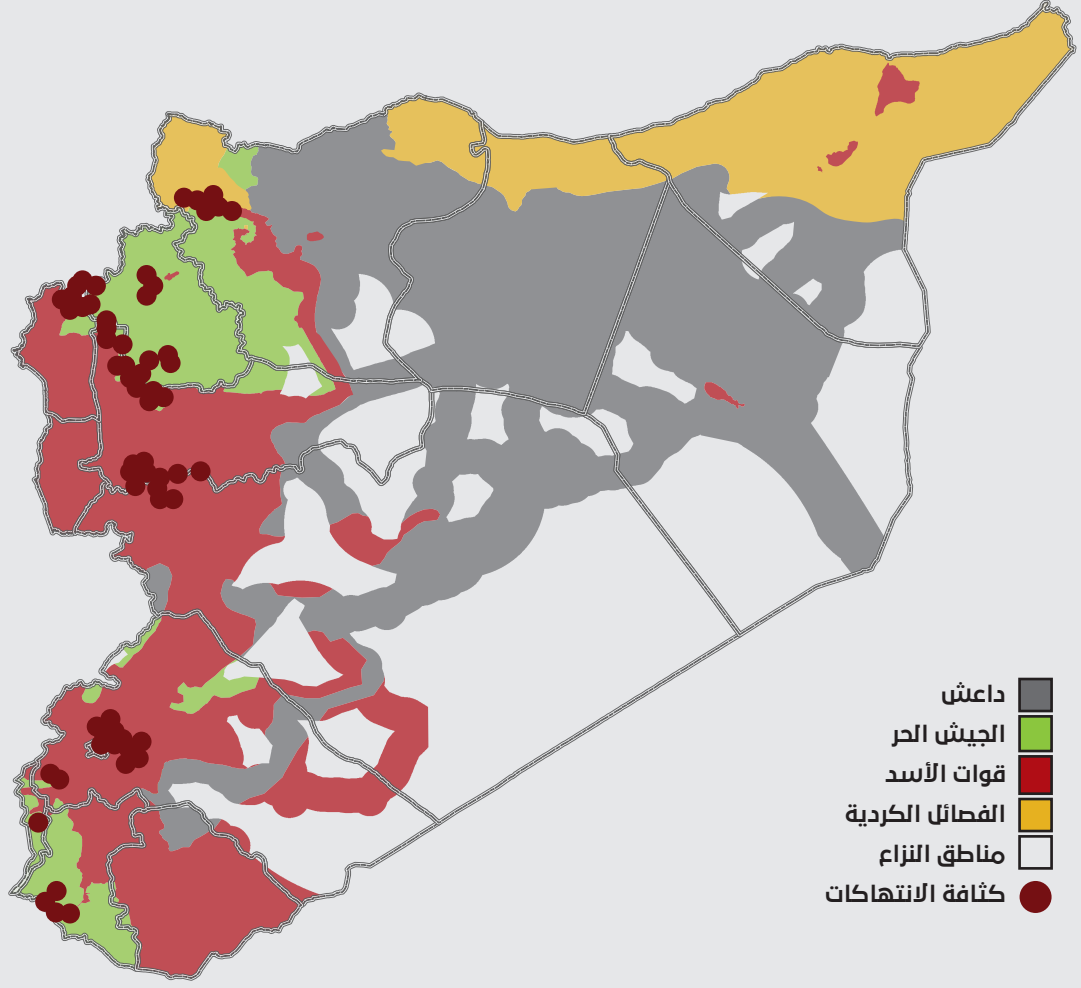 داعش
الجيش الحر
قوات الأسد
الفصائل الكردية
مناطق النزاع
كثافة الانتهاكات